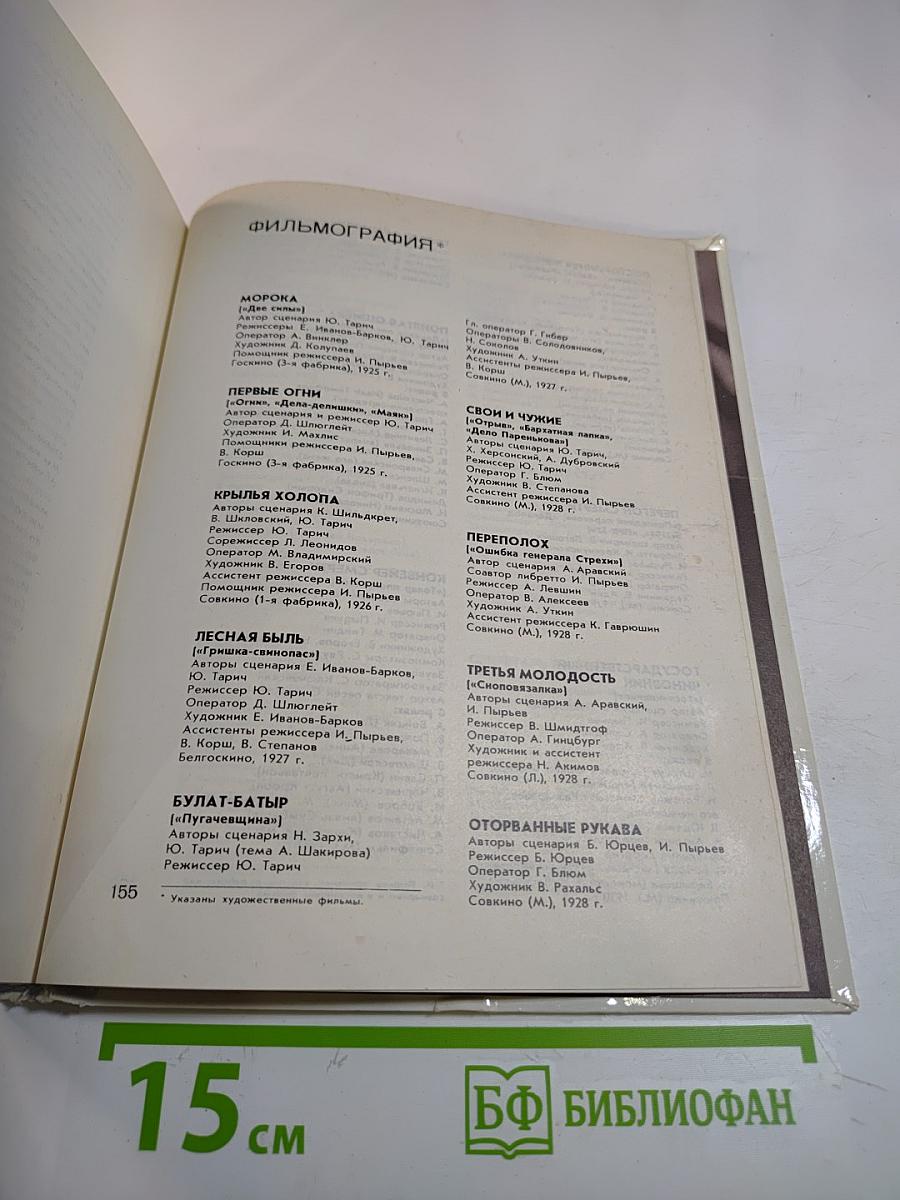 ФИЛЬМОГРАФИЯ*
МОРОКА
(«Две силы»)
Автор сценария Ю. Тарич
Режиссеры Е. Иванов-Барков, Ю. Тарич
Оператор А. Винклер
Художник Д. Колупаев
Помощник режиссера И. Пырьев
Госкино (3-я фабрика), 1925 г.
ПЕРВЫЕ ОГНИ
(«Огни», «Дела-делишки», «Маяк»)
Автор сценария и режиссер Ю. Тарич
Оператор Д. Шлюглейт
Художник И. Махлис
Помощники режиссера И. Пырьев,
В. Корш
Госкино (3-я фабрика), 1925 г.
КРЫЛЬЯ ХОЛОПА
Авторы сценария К. Шильдкрет,
В. Шкловский, Ю. Тарич
Режиссер Ю. Тарич
Сорежиссер Л. Леонидов
Оператор М. Владимирский
Художник В. Егоров
Ассистент режиссера В. Корш
Помощник режиссера И. Пырьев
Совкино (1-я фабрика), 1926 г.
ЛЕСНАЯ БЫЛЬ
(«Гришка-свинопас»)
Авторы сценария Е. Иванов-Барков,
Ю. Тарич
Режиссер Ю. Тарич
Оператор Д. Шлюглейт
Художник Е. Иванов-Барков
Ассистенты режиссера И. Пырьев,
В. Корш, В. Степанов
Белгоскино, 1927 г.
БУЛАТ-БАТЫР
(«Пугачевщина»)
Авторы сценария Н. Зархи,
Ю. Тарич (тема А. Шакирова)
Режиссер Ю. Тарич
155
* Указаны художественные фильмы.
Гл. оператор Г. Гибер
Операторы В. Солодовников,
Н. Соколов
Художник А. Уткин
Ассистенты режиссера И. Пырьев,
В. Корш
Совкино (М.), 1927 г.
СВОИ И ЧУЖИЕ
(«Отрыв», «Бархатная лапка»,
«Дело Паренькова»)
Авторы сценария Ю. Тарич,
Х. Херсонский, А. Дубровский
Режиссер Ю. Тарич
Оператор Г. Блюм
Художник В. Степанова
Ассистент режиссера И. Пырьев
Совкино (М.), 1928 г.
ПЕРЕПОЛОХ
(«Ошибка генерала Стрехи»)
Автор сценария А. Аравский
Соавтор либретто И. Пырьев
Режиссер А. Левшин
Оператор В. Алексеев
Художник А. Уткин
Ассистент режиссера К. Гаврюшин
Совкино (М.), 1928 г.
ТРЕТЬЯ МОЛОДОСТЬ
(«Сноповязалка»)
Авторы сценария А. Аравский,
И. Пырьев
Режиссер В. Шмидтгоф
Оператор А. Гинцбург
Художник и ассистент
режиссера Н. Акимов
Совкино (Л.), 1928 г.
ОТОРВАННЫЕ РУКАВА
Авторы сценария Б. Юрцев, И. Пырьев
Режиссер Б. Юрцев
Оператор Г. Блюм
Художник В. Рахальс
Совкино (М.), 1928 г.
15 см
БФ БИБЛИОФАН